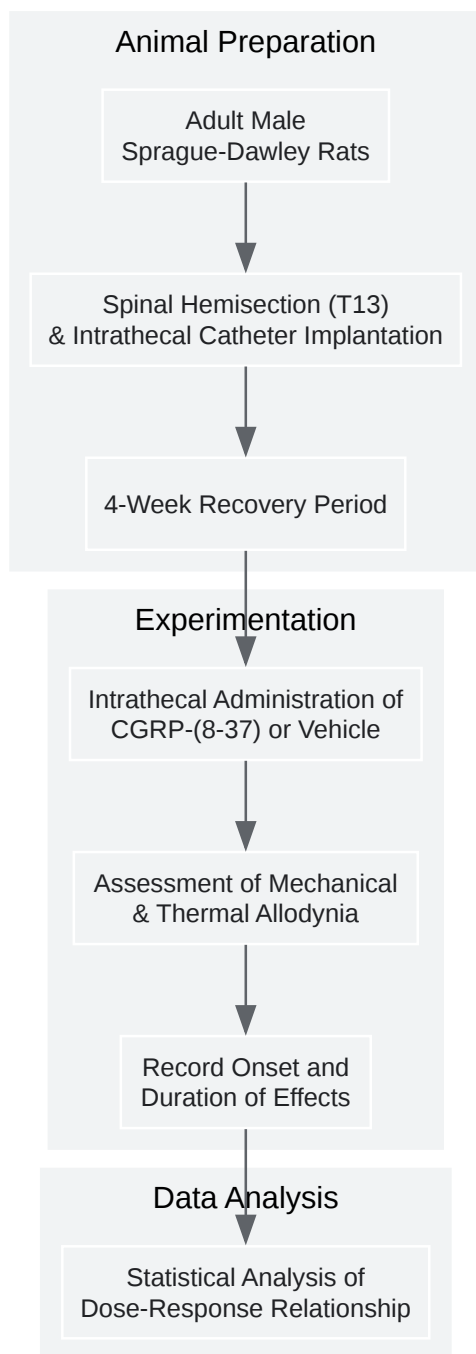 Animal Preparation
Adult Male
Sprague-Dawley Rats
Spinal Hemisection (T13)
& Intrathecal Catheter Implantation
4-Week Recovery Period
Experimentation
Intrathecal Administration of
CGRP-(8-37) or Vehicle
Assessment of Mechanical
& Thermal Allodynia
Record Onset and
Duration of Effects
Data Analysis
Statistical Analysis of
Dose-Response Relationship